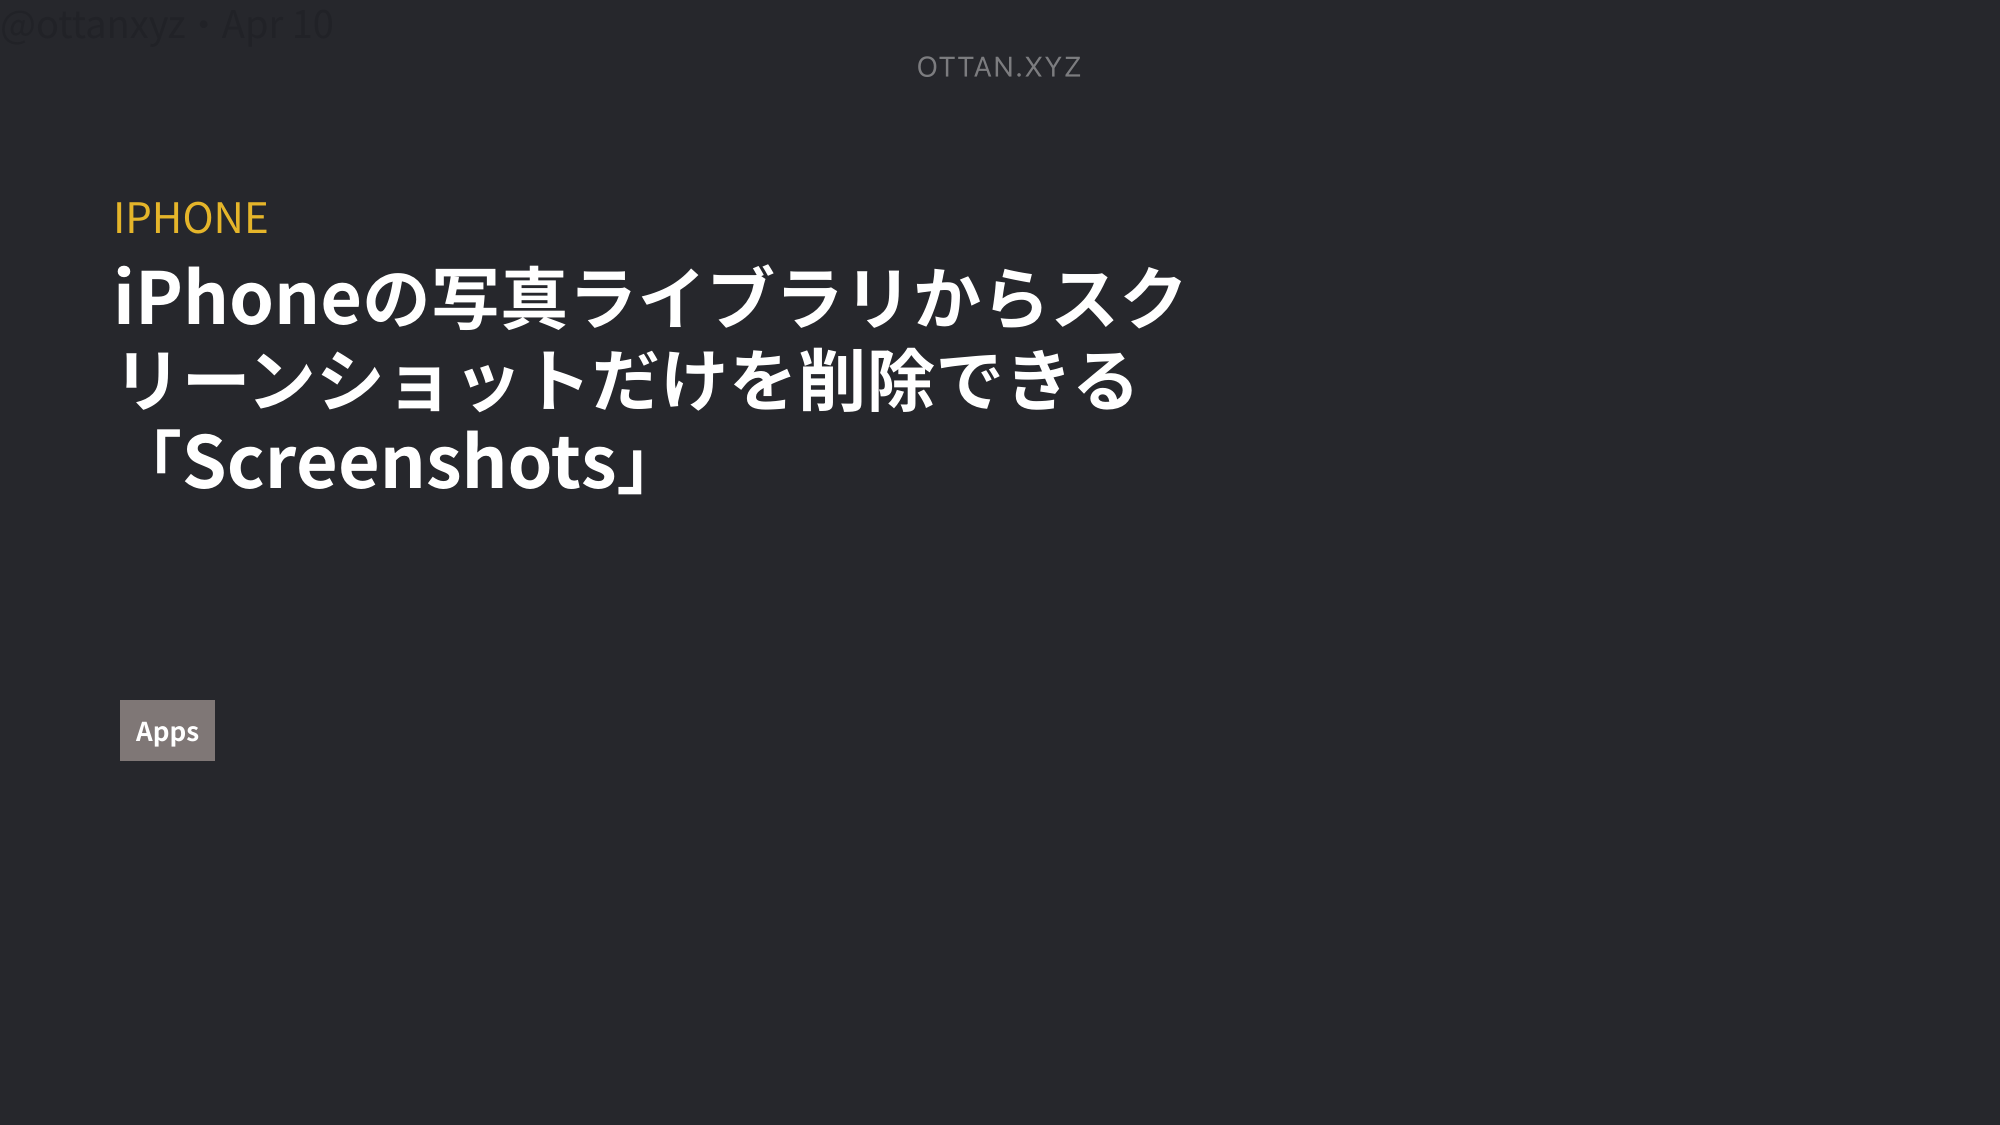 @ottanxyz・Apr 10
OTTAN.XYZ
IPHONE
iPhoneの写真ライブラリからスク
リーンショットだけを削除できる
「Screenshots」
Apps